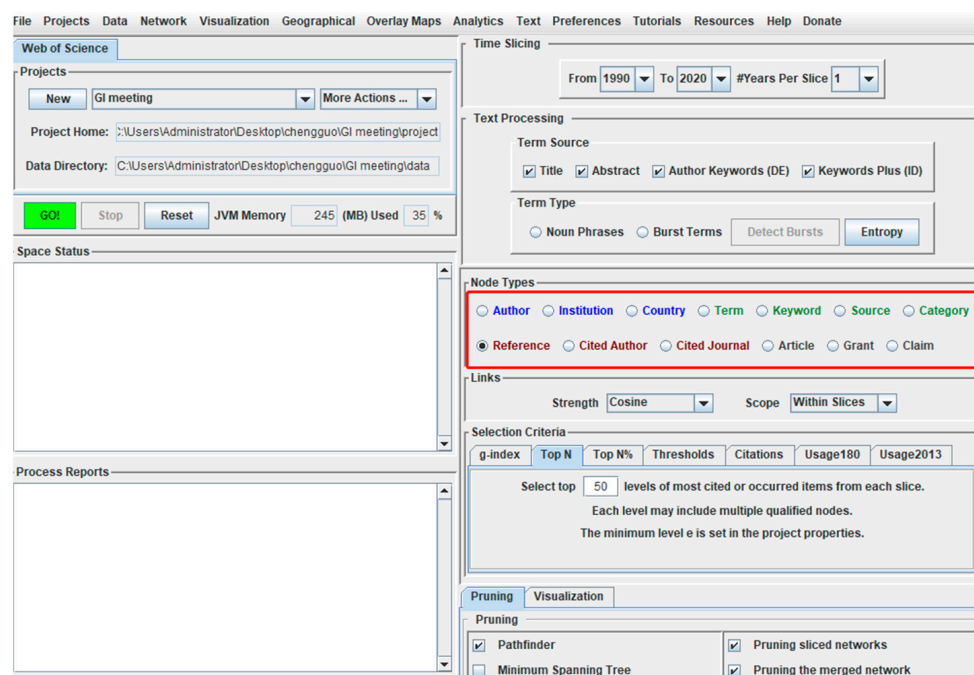 File Projects Data Network Visualization Geographical Overlay Maps Analytics Text Preferences Tutorials Resources Help Donate
Web of Science
Projects
New GI meeting More Actions ...
Project Home: :\Users\Administrator\Desktop\chengguo\GI meeting\project
Data Directory: C:\Users\Administrator\Desktop\chengguo\GI meeting\data
GO! Stop Reset JVM Memory 245 (MB) Used 35 %
Space Status
Process Reports
Time Slicing
From 1990 To 2020 #Years Per Slice 1
Text Processing
Term Source
Title Abstract Author Keywords (DE) Keywords Plus (ID)
Term Type
Noun Phrases Burst Terms Detect Bursts Entropy
Node Types
Author Institution Country Term Keyword Source Category
Reference Cited Author Cited Journal Article Grant Claim
Links
Strength Cosine Scope Within Slices
Selection Criteria
g-index Top N Top N% Thresholds Citations Usage180 Usage2013
Select top 50 levels of most cited or occurred items from each slice.
Each level may include multiple qualified nodes.
The minimum level e is set in the project properties.
Pruning Visualization
Pruning
Pathfinder Pruning sliced networks
Minimum Spanning Tree Pruning the merged network